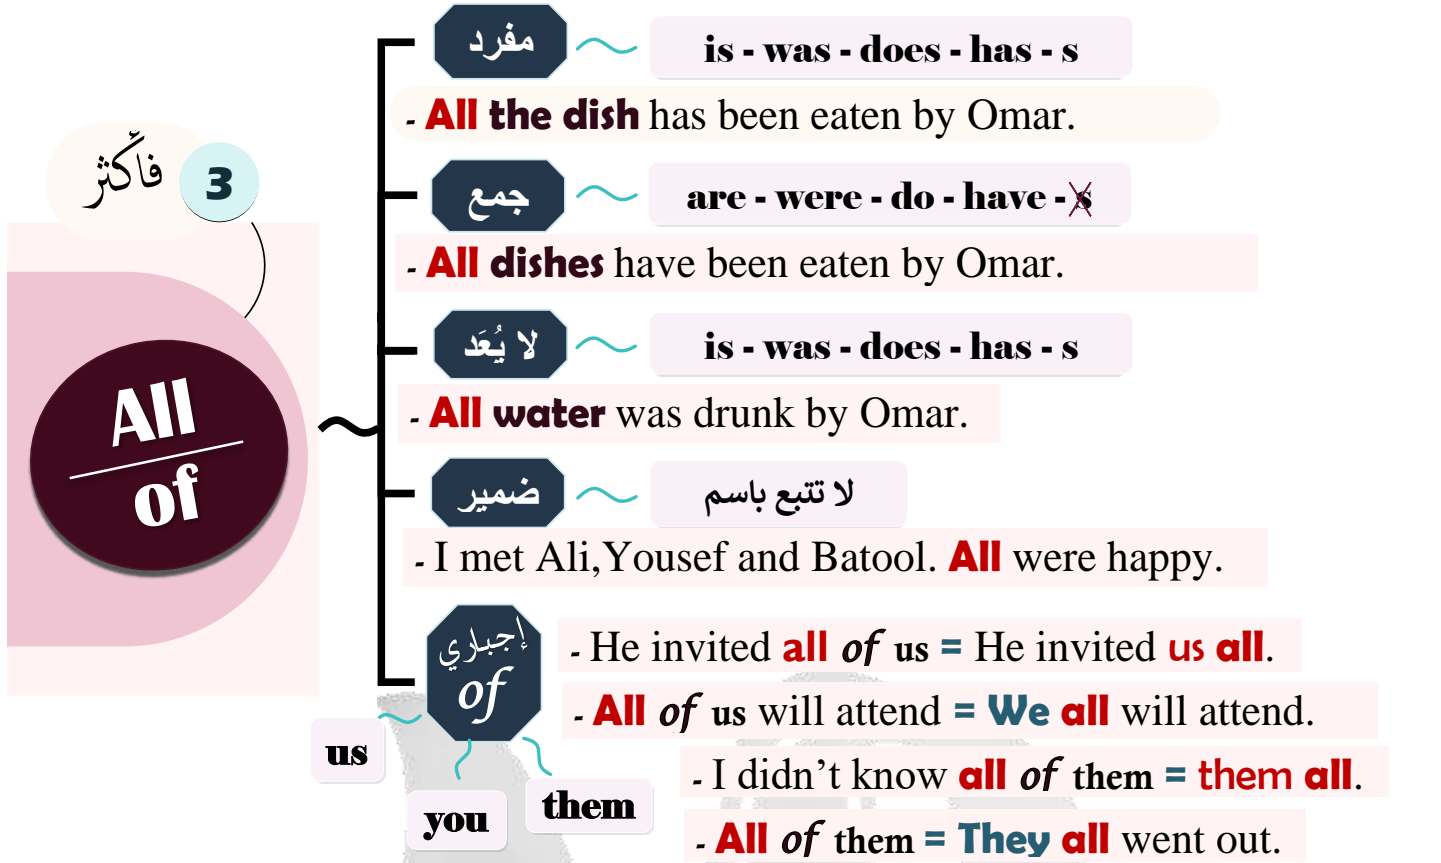 3 فأكثر
All
of
مفرد
is - was - does - has - s
- All the dish has been eaten by Omar.
جمع
are - were - do - have - s
- All dishes have been eaten by Omar.
لا يُعَد
is - was - does - has - s
- All water was drunk by Omar.
ضمير
لا تتبع باسم
- I met Ali,Yousef and Batool. All were happy.
إجباري
of
us
you
them
- He invited all of us = He invited us all.
- All of us will attend = We all will attend.
- I didn’t know all of them = them all.
- All of them = They all went out.